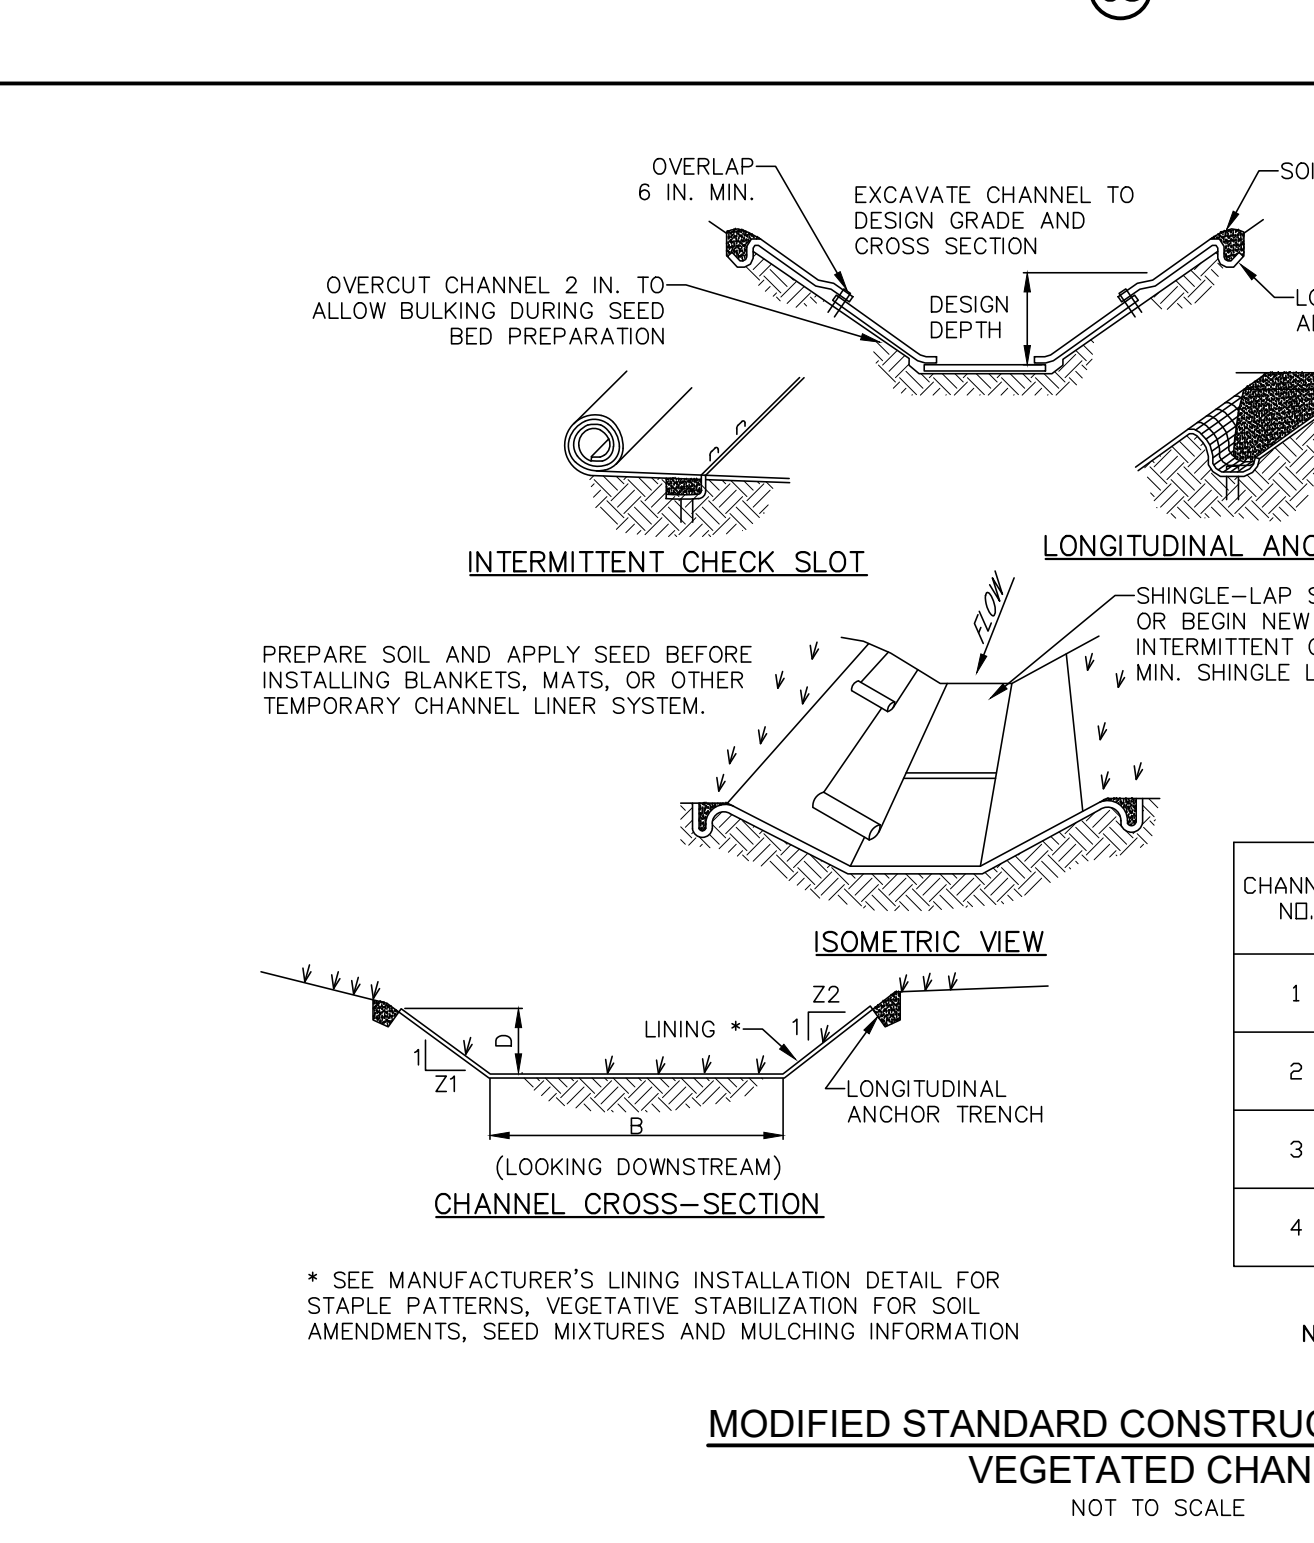 OVERLAP
6 IN. MIN.
EXCAVATE CHANNEL TO
DESIGN GRADE AND
CROSS SECTION
OVERCUT CHANNEL 2 IN. TO
ALLOW BULKING DURING SEED
BED PREPARATION
DESIGN
DEPTH
INTERMITTENT CHECK SLOT
LONGITUDINAL
FLOW
SHINGLE-LAP
OR BEGIN NEW
INTERMITTENT
MIN. SHINGLE
PREPARE SOIL AND APPLY SEED BEFORE
INSTALLING BLANKETS, MATS, OR OTHER
TEMPORARY CHANNEL LINER SYSTEM.
ISOMETRIC VIEW
NO.
1
2
3
4
Z2
1
LINING *
D
1
Z1
LONGITUDINAL
ANCHOR TRENCH
B
(LOOKING DOWNSTREAM)
CHANNEL CROSS-SECTION
* SEE MANUFACTURER'S LINING INSTALLATION DETAIL FOR
STAPLE PATTERNS, VEGETATIVE STABILIZATION FOR SOIL
AMENDMENTS, SEED MIXTURES AND MULCHING INFORMATION
MODIFIED STANDARD
VEGETATED
NOT TO SCALE